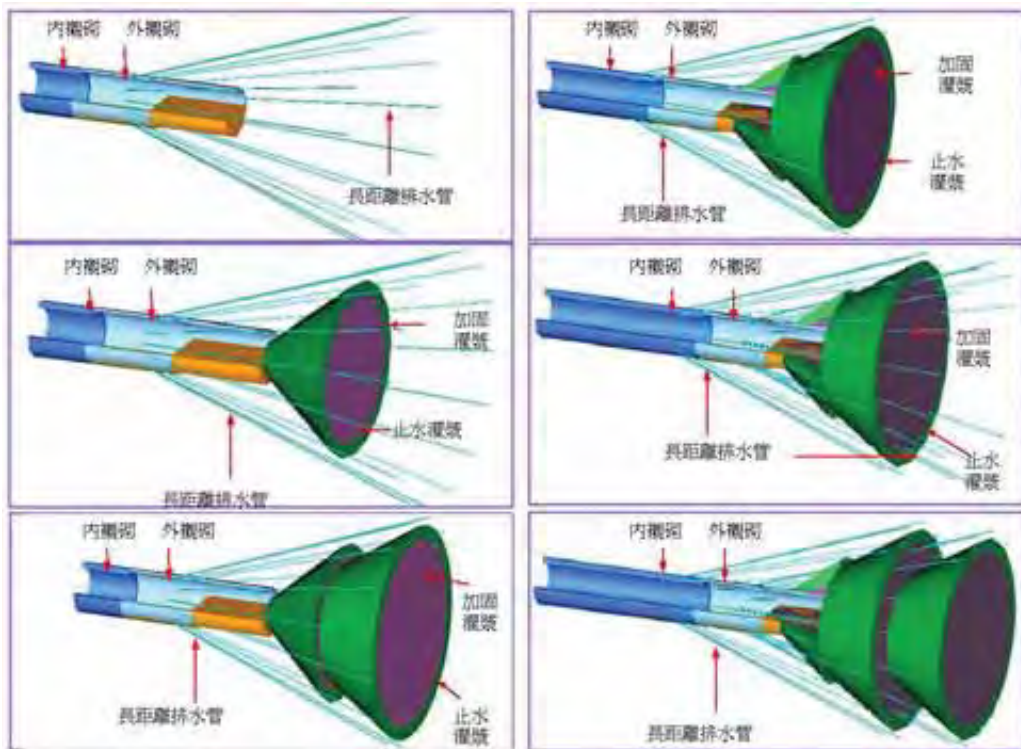 內襯砌 外襯砌
長距離排水管
內襯砌 外襯砌
加固
灌漿
止水
灌漿
長距離排水管
內襯砌 外襯砌
加固
灌漿
止水灌漿
長距離排水管
內襯砌 外襯砌
加固
灌漿
長距離排水管
止水
灌漿
內襯砌 外襯砌
加固
灌漿
長距離排水管
止水
灌漿
內襯砌 外襯砌
長距離排水管